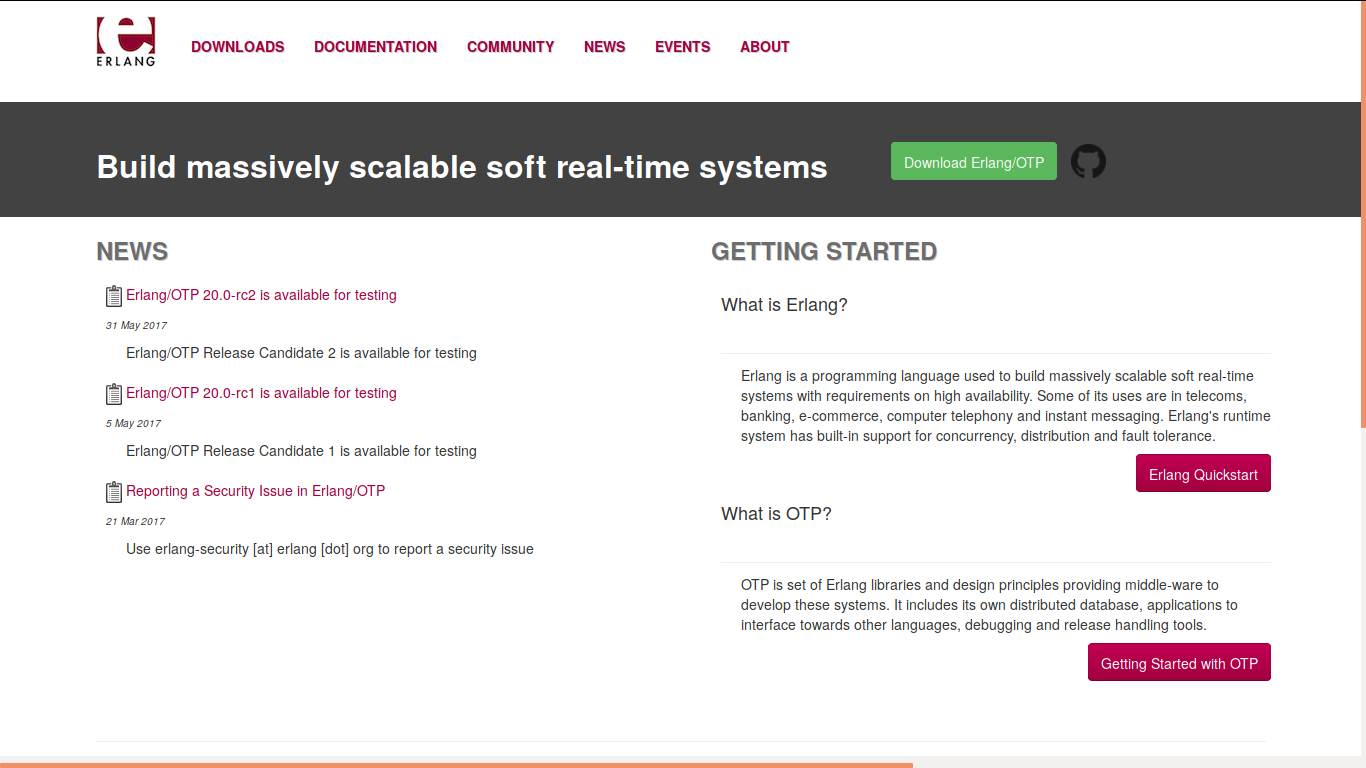 ERLANG
DOWNLOADS DOCUMENTATION COMMUNITY NEWS EVENTS ABOUT
Build massively scalable soft real-time systems
Download Erlang/OTP
NEWS
Erlang/OTP 20.0-rc2 is available for testing
31 May 2017
Erlang/OTP Release Candidate 2 is available for testing
Erlang/OTP 20.0-rc1 is available for testing
5 May 2017
Erlang/OTP Release Candidate 1 is available for testing
Reporting a Security Issue in Erlang/OTP
21 Mar 2017
Use erlang-security [at] erlang [dot] org to report a security issue
GETTING STARTED
What is Erlang?
Erlang is a programming language used to build massively scalable soft real-time
systems with requirements on high availability. Some of its uses are in telecoms,
banking, e-commerce, computer telephony and instant messaging. Erlang's runtime
system has built-in support for concurrency, distribution and fault tolerance.
Erlang Quickstart
What is OTP?
OTP is set of Erlang libraries and design principles providing middle-ware to
develop these systems. It includes its own distributed database, applications to
interface towards other languages, debugging and release handling tools.
Getting Started with OTP